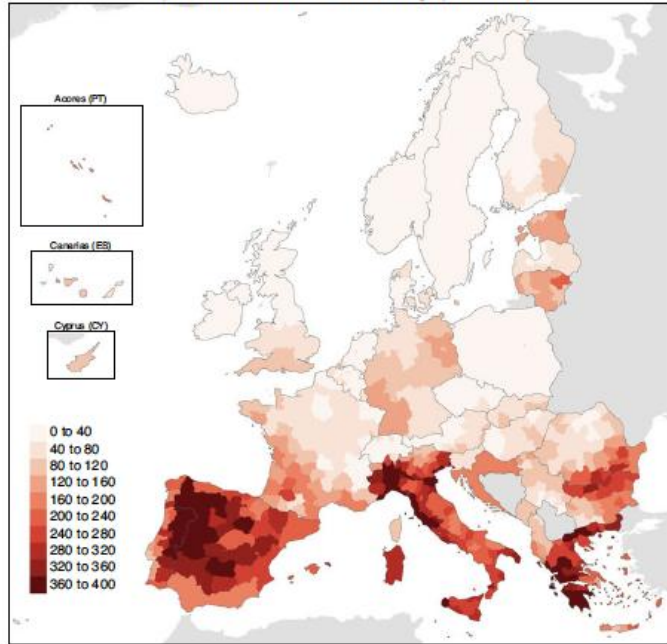 Acores (PT)
Canarias (ES)
Cyprus (CY)
0 to 40
40 to 80
80 to 120
120 to 160
160 to 200
200 to 240
240 to 280
280 to 320
320 to 360
360 to 400